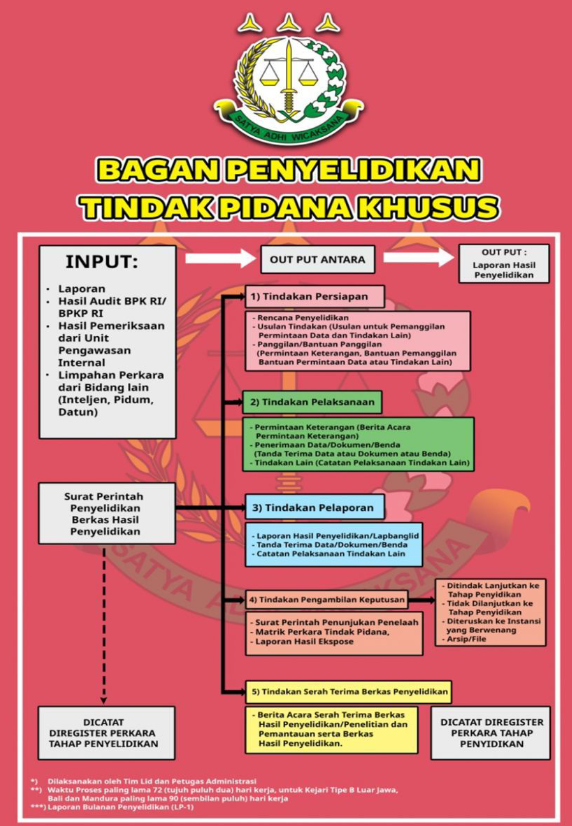 SATYA ADHI WICAKSANA
BAGAN PENYELIDIKAN
TINDAK PIDANA KHUSUS
INPUT:
· Laporan
· Hasil Audit BPK RI/
BPKP RI
· Hasil Pemeriksaan
dari Unit
Pengawasan
Internal
· Limpahan Perkara
dari Bidang lain
(Inteljen, Pidum,
Datun)
OUT PUT ANTARA
OUT PUT :
Laporan Hasil
Penyelidikan
1) Tindakan Persiapan
- Rencana Penyelidikan
- Usulan Tindakan (Usulan untuk Pemanggilan
Permintaan Data dan Tindakan Lain)
- Panggilan/Bantuan Panggilan
(Permintaan Keterangan, Bantuan Pemanggilan
Bantuan Permintaan Data atau Tindakan Lain)
2) Tindakan Pelaksanaan
- Permintaan Keterangan (Berita Acara
Permintaan Keterangan)
- Penerimaan Data/Dokumen/Benda
(Tanda Terima Data atau Dokumen atau Benda)
- Tindakan Lain (Catatan Pelaksanaan Tindakan Lain)
Surat Perintah
Penyelidikan
Berkas Hasil
Penyelidikan
3) Tindakan Pelaporan
- Laporan Hasil Penyelidikan/Lapbanglid
- Tanda Terima Data/Dokumen/Benda
- Catatan Pelaksanaan Tindakan Lain
4) Tindakan Pengambilan Keputusan
- Surat Perintah Penunjukan Penelaah
- Matrik Perkara Tindak Pidana,
- Laporan Hasil Ekspose
- Ditindak Lanjutkan ke
Tahap Penyidikan
- Tidak Dilanjutkan ke
Tahap Penyidikan
- Diteruskan ke Instansi
yang Berwenang
- Arsip/File
5) Tindakan Serah Terima Berkas Penyelidikan
- Berita Acara Serah Terima Berkas
Hasil Penyelidikan/Penelitian dan
Pemantauan serta Berkas
Hasil Penyelidikan.
DICATAT
DIREGISTER PERKARA
TAHAP PENYELIDIKAN
DICATAT DIREGISTER
PERKARA TAHAP
PENYIDIKAN
SATYA ADHI WICAKSANA
*) Dilaksanakan oleh Tim Lid dan Petugas Administrasi
**) Waktu Proses paling lama 72 (tujuh puluh dua) hari kerja, untuk Kejari Tipe B Luar Jawa,
Bali dan Mandura paling lama 90 (sembilan puluh) hari kerja
***) Laporan Bulanan Penyelidikan (LP-1)